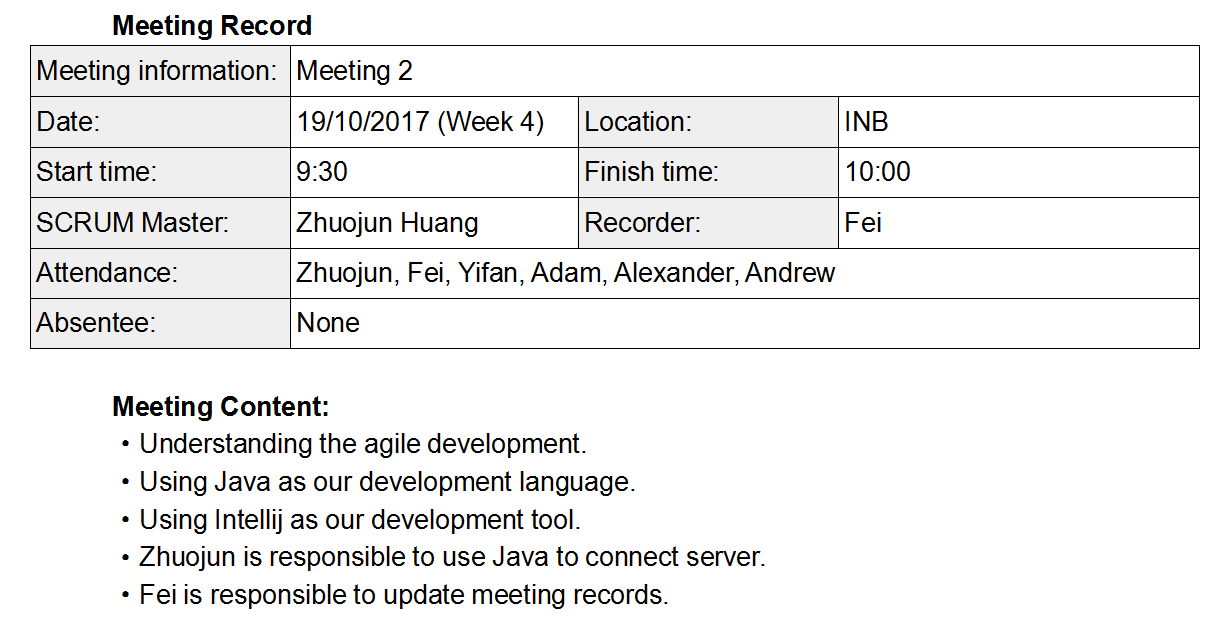 Meeting Record
Meeting information: Meeting 2
Date: 19/10/2017 (Week 4) Location: INB
Start time: 9:30 Finish time: 10:00
SCRUM Master: Zhuojun Huang Recorder: Fei
Attendance: Zhuojun, Fei, Yifan, Adam, Alexander, Andrew
Absentee: None
Meeting Content:
• Understanding the agile development.
• Using Java as our development language.
• Using Intellij as our development tool.
• Zhuojun is responsible to use Java to connect server.
• Fei is responsible to update meeting records.